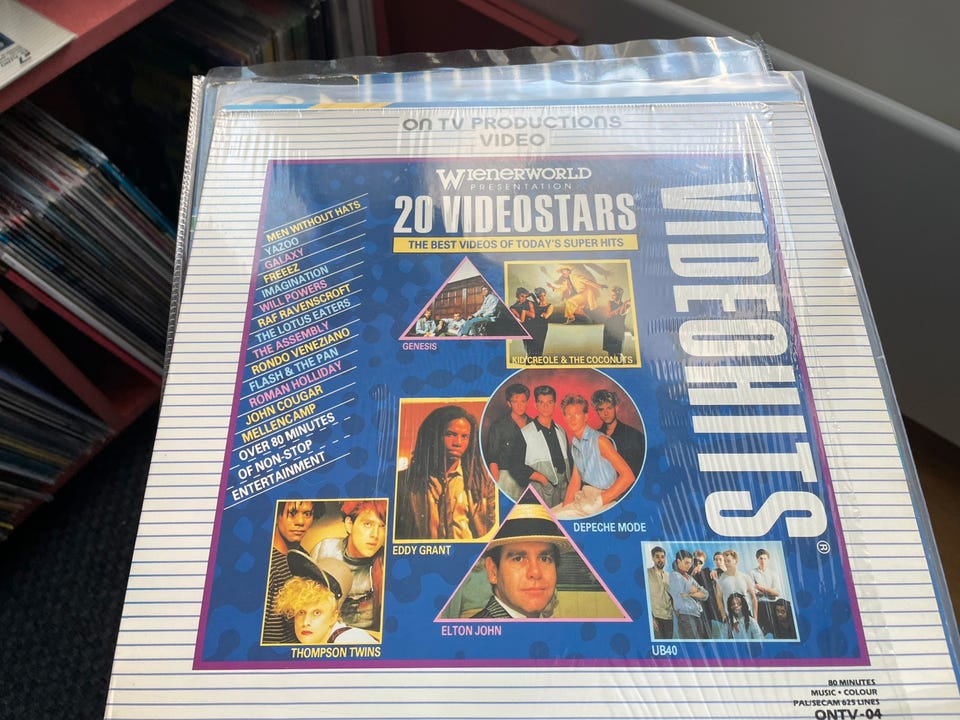 ON TV PRODUCTIONS
VIDEO
WIENERWORLD
PRESENTATION
20 VIDEOSTARS
THE BEST VIDEOS OF TODAY'S SUPER HITS
VIDEOHITS®
MEN WITHOUT HATS
YAZOO
GALAXY
FREEEZ
IMAGINATION
WILL POWERS
RAF RAVENSCROFT
THE LOTUS EATERS
THE ASSEMBLY
RONDO VENEZIANO
FLASH & THE PAN
ROMAN HOLLIDAY
JOHN COUGAR
MELLENCAMP
OVER 80 MINUTES
OF NON-STOP
ENTERTAINMENT
GENESIS
KID CREOLE & THE COCONUTS
DEPECHE MODE
EDDY GRANT
ELTON JOHN
THOMPSON TWINS
UB40
80 MINUTES
MUSIC • COLOUR
PAL/SECAM 625 LINES
ONTV-04